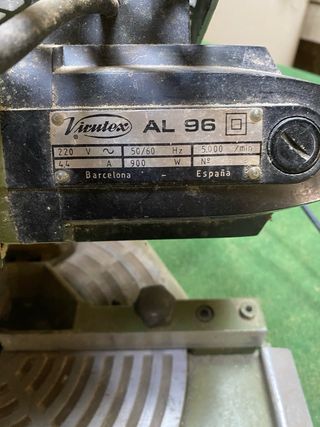 Virutex AL 96
220 V ~ 50/60 Hz 5.000 /min
4,4 A 900 W Nº
Barcelona - España